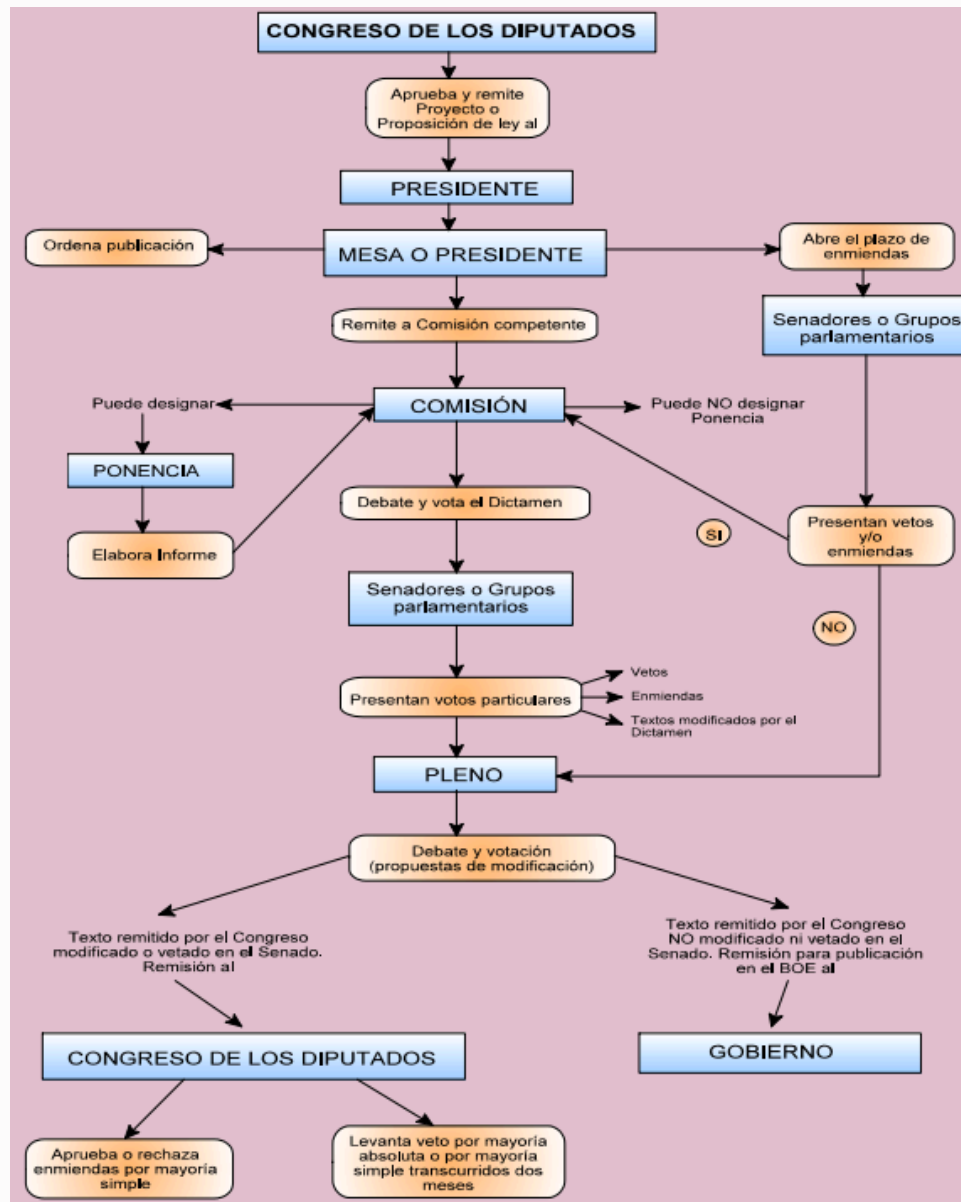 CONGRESO DE LOS DIPUTADOS
Aprueba y remite
Proyecto o
Proposición de ley al
PRESIDENTE
Ordena publicación
MESA O PRESIDENTE
Abre el plazo de
enmiendas
Remite a Comisión competente
Senadores o Grupos
parlamentarios
Puede designar
COMISIÓN
Puede NO designar
Ponencia
PONENCIA
Debate y vota el Dictamen
Elabora Informe
SI
Presentan vetos
y/o
enmiendas
Senadores o Grupos
parlamentarios
NO
Presentan votos particulares
Vetos
Enmiendas
Textos modificados por el
Dictamen
PLENO
Debate y votación
(propuestas de modificación)
Texto remitido por el Congreso
modificado o vetado en el Senado.
Remisión al
Texto remitido por el Congreso
NO modificado ni vetado en el
Senado. Remisión para publicación
en el BOE al
CONGRESO DE LOS DIPUTADOS
GOBIERNO
Aprueba o rechaza
enmiendas por mayoría
simple
Levanta veto por mayoría
absoluta o por mayoría
simple transcurridos dos
meses